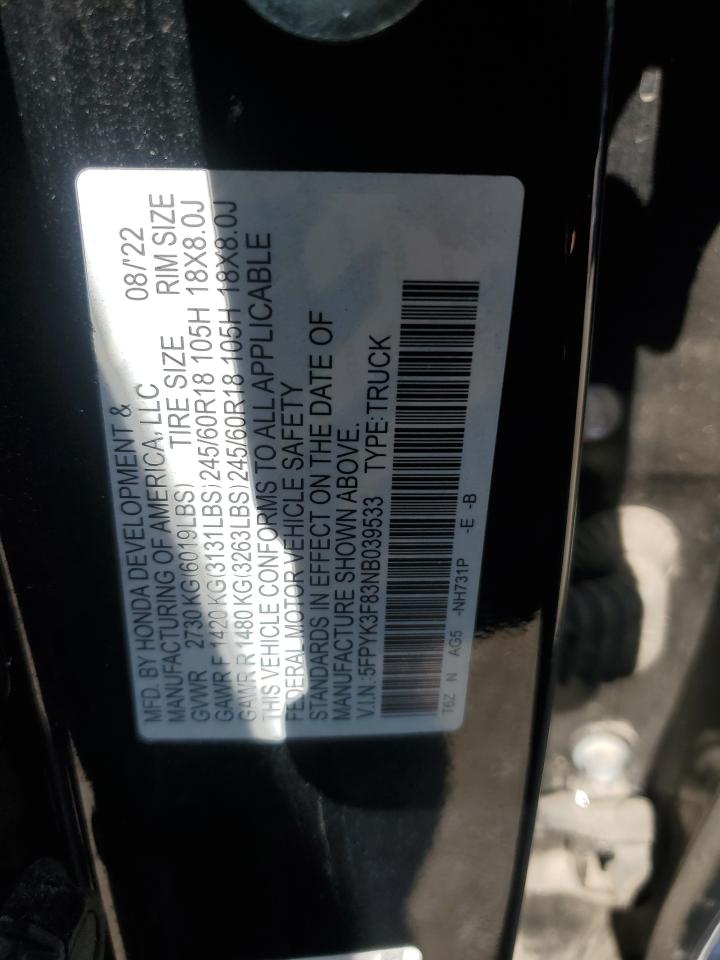 MFD. BY HONDA DEVELOPMENT &
MANUFACTURING OF AMERICA, LLC 08/'22
GVWR 2730 KG(6019LBS) TIRE SIZE RIM SIZE
GAWR F 1420 KG(3131LBS) 245/60R18 105H 18X8.0J
GAWR R 1480 KG(3263LBS) 245/60R18 105H 18X8.0J
THIS VEHICLE CONFORMS TO ALL APPLICABLE
FEDERAL MOTOR VEHICLE SAFETY
STANDARDS IN EFFECT ON THE DATE OF
MANUFACTURE SHOWN ABOVE.
V.I.N.:5FPYK3F83NB039533 TYPE:TRUCK
T6Z N AG5 -NH731P -E -B